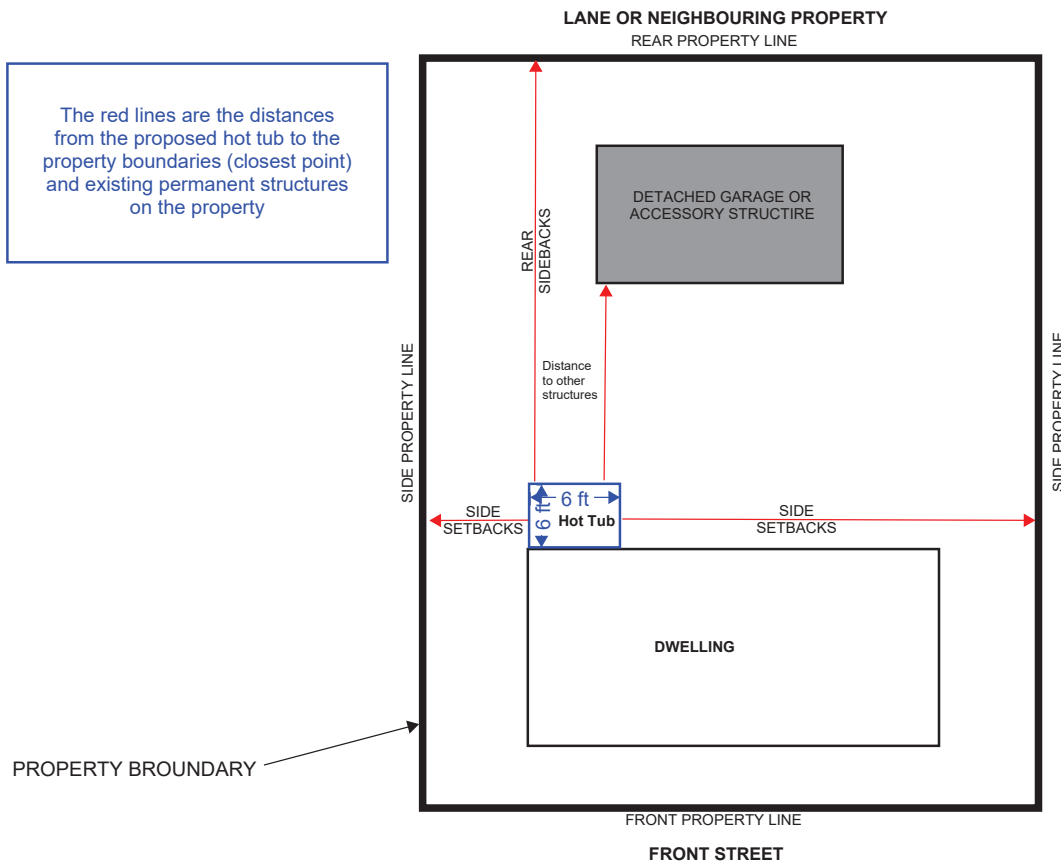 LANE OR NEIGHBOURING PROPERTY
REAR PROPERTY LINE
The red lines are the distances
from the proposed hot tub to the
property boundaries (closest point)
and existing permanent structures
on the property
DETACHED GARAGE OR
ACCESSORY STRUCTIRE
REAR
SIDEBACKS
SIDE PROPERTY LINE
SIDE PROPERTY LINE
Distance
to other
structures
6 ft
6 ft
Hot Tub
SIDE
SETBACKS
SIDE
SETBACKS
DWELLING
PROPERTY BROUNDARY
FRONT PROPERTY LINE
FRONT STREET